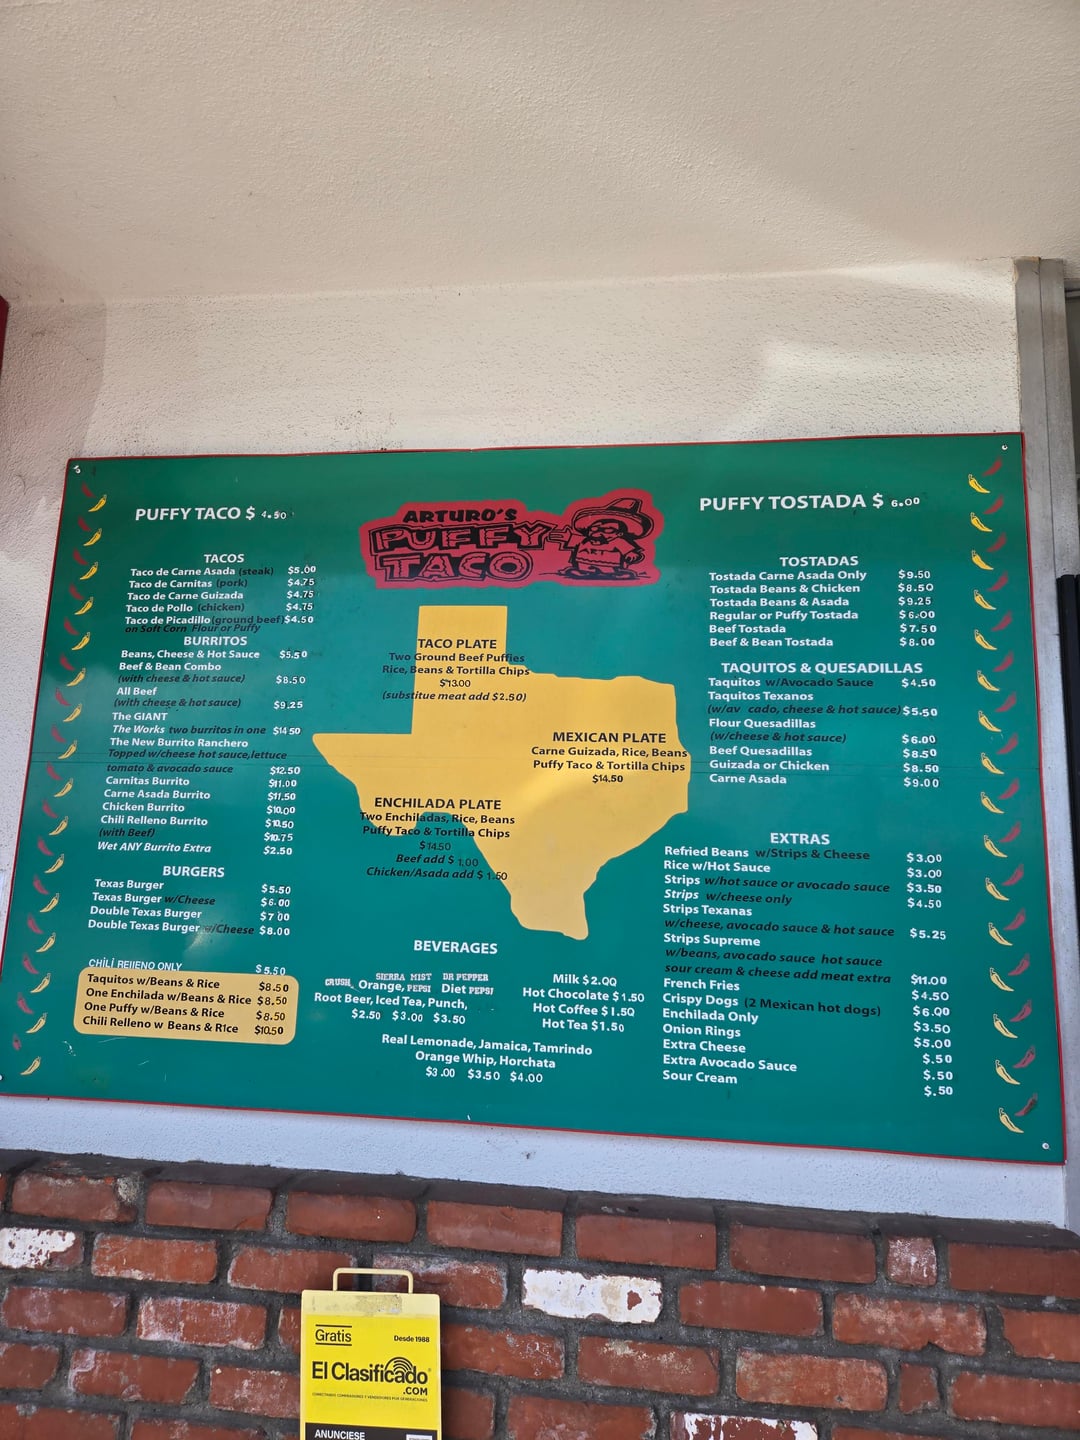 PUFFY TACO $ 4.50
ARTURO'S
PUFFY
TACO
ART
PUFFY TOSTADA $ 6.00
TACOS
Taco de Carne Asada (steak) $5.00
Taco de Carnitas (pork) $4.75
Taco de Carne Guizada $4.75
Taco de Pollo (chicken) $4.75
Taco de Picadillo (ground beef) $4.50
on Soft Corn Flour or Puffy
BURRITOS
Beans, Cheese & Hot Sauce $5.50
Beef & Bean Combo
(with cheese & hot sauce) $8.50
All Beef
(with cheese & hot sauce) $9.25
The GIANT
The Works two burritos in one $14 50
The New Burrito Ranchero
Topped w/cheese hot sauce, lettuce
tomato & avocado sauce $12.50
Carnitas Burrito $11.00
Carne Asada Burrito $11.50
Chicken Burrito $10.00
Chili Relleno Burrito $10.50
(with Beef) $10.75
Wet ANY Burrito Extra $2.50
BURGERS
Texas Burger $5.50
Texas Burger w/Cheese $6.00
Double Texas Burger $7 00
Double Texas Burger w/Cheese $8.00
CHILI REllENO ONLY $5.50
Taquitos w/Beans & Rice $8.50
One Enchilada w/Beans & Rice $8.50
One Puffy w/Beans & Rice $8.50
Chili Relleno w Beans & RIce $10.50
TACO PLATE
Two Ground Beef Puffies
Rice, Beans & Tortilla Chips
$13.00
(substitue meat add $2.50)
MEXICAN PLATE
Carne Guizada, Rice, Beans
Puffy Taco & Tortilla Chips
$14.50
ENCHILADA PLATE
Two Enchiladas, Rice, Beans
Puffy Taco & Tortilla Chips
$14.50
Beef add $ 1.00
Chicken/Asada add $ 1.50
BEVERAGES
SIERRA MIST DR PEPPER
CRUSH Orange, PEPSI Diet PEPSI
Root Beer, Iced Tea, Punch,
$2.50 $3.00 $3.50
Milk $2.00
Hot Chocolate $1.50
Hot Coffee $1.50
Hot Tea $1.50
Real Lemonade, Jamaica, Tamrindo
Orange Whip, Horchata
$3.00 $3.50 $4.00
TOSTADAS
Tostada Carne Asada Only $9.50
Tostada Beans & Chicken $8.50
Tostada Beans & Asada $9.25
Regular or Puffy Tostada $6.00
Beef Tostada $7.50
Beef & Bean Tostada $8.00
TAQUITOS & QUESADILLAS
Taquitos w/Avocado Sauce $4.50
Taquitos Texanos
(w/av cado, cheese & hot sauce) $5.50
Flour Quesadillas
(w/cheese & hot sauce) $6.00
Beef Quesadillas $8.50
Guizada or Chicken $8.50
Carne Asada $9.00
EXTRAS
Refried Beans w/Strips & Cheese $3.00
Rice w/Hot Sauce $3.00
Strips w/hot sauce or avocado sauce $3.50
Strips w/cheese only $4.50
Strips Texanas
w/cheese, avocado sauce & hot sauce $5.25
Strips Supreme
w/beans, avocado sauce hot sauce
sour cream & cheese add meat extra $11.00
French Fries $4.50
Crispy Dogs (2 Mexican hot dogs) $6.00
Enchilada Only $3.50
Onion Rings $5.00
Extra Cheese $.50
Extra Avocado Sauce $.50
Sour Cream $.50
Gratis Desde 1988
El Clasificado
.COM
ANUNCIESE